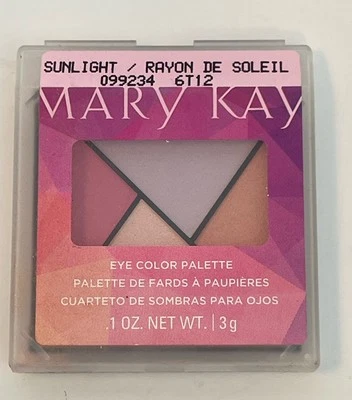 SUNLIGHT / RAYON DE SOLEIL
099234 6T12
MARY KAY
EYE COLOR PALETTE
PALETTE DE FARDS À PAUPIÈRES
CUARTETO DE SOMBRAS PARA OJOS
.1 OZ. NET WT. | 3 g